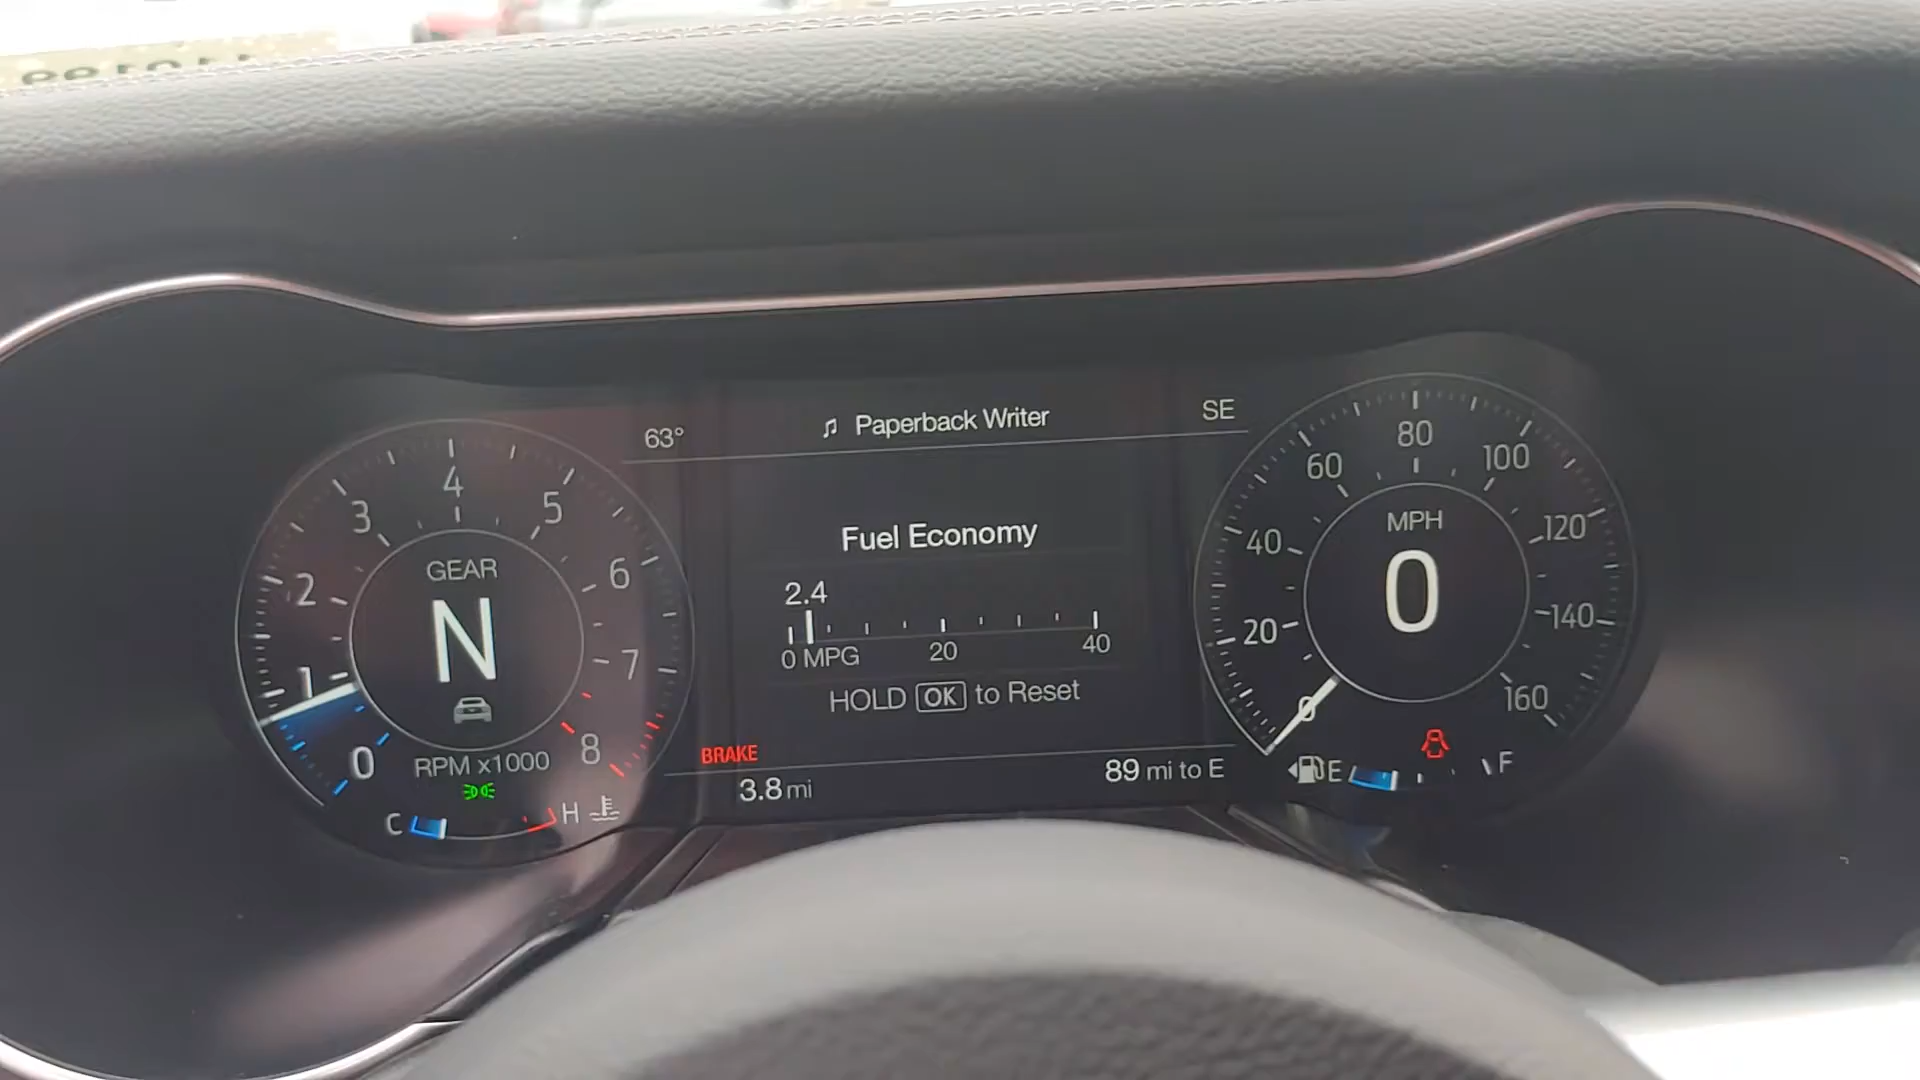 63°
Paperback Writer
SE
GEAR
N
0
1
2
3
4
5
6
7
8
RPM x1000
C
H
Fuel Economy
2.4
0 MPG 20 40
HOLD OK to Reset
BRAKE
3.8 mi
89 mi to E
MPH
0
0
20
40
60
80
100
120
140
160
E
F